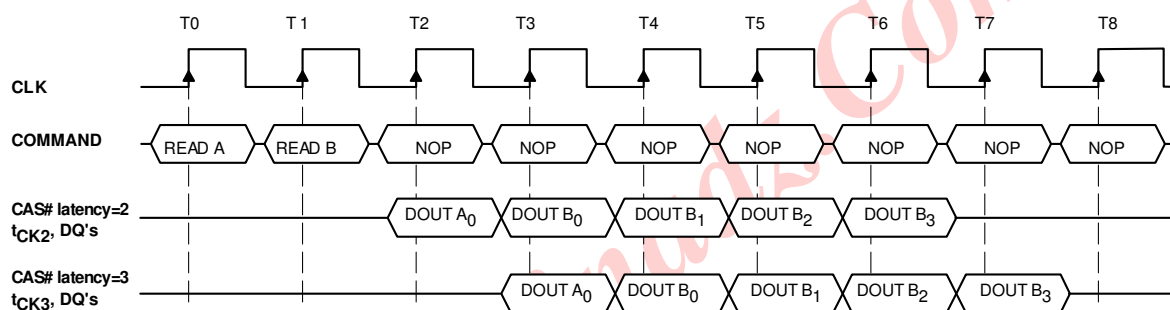 T0 T1 T2 T3 T4 T5 T6 T7 T8
CLK
COMMAND READ A READ B NOP NOP NOP NOP NOP NOP NOP
CAS# latency=2
tCK2, DQ's DOUT A0 DOUT B0 DOUT B1 DOUT B2 DOUT B3
CAS# latency=3
tCK3, DQ's DOUT A0 DOUT B0 DOUT B1 DOUT B2 DOUT B3